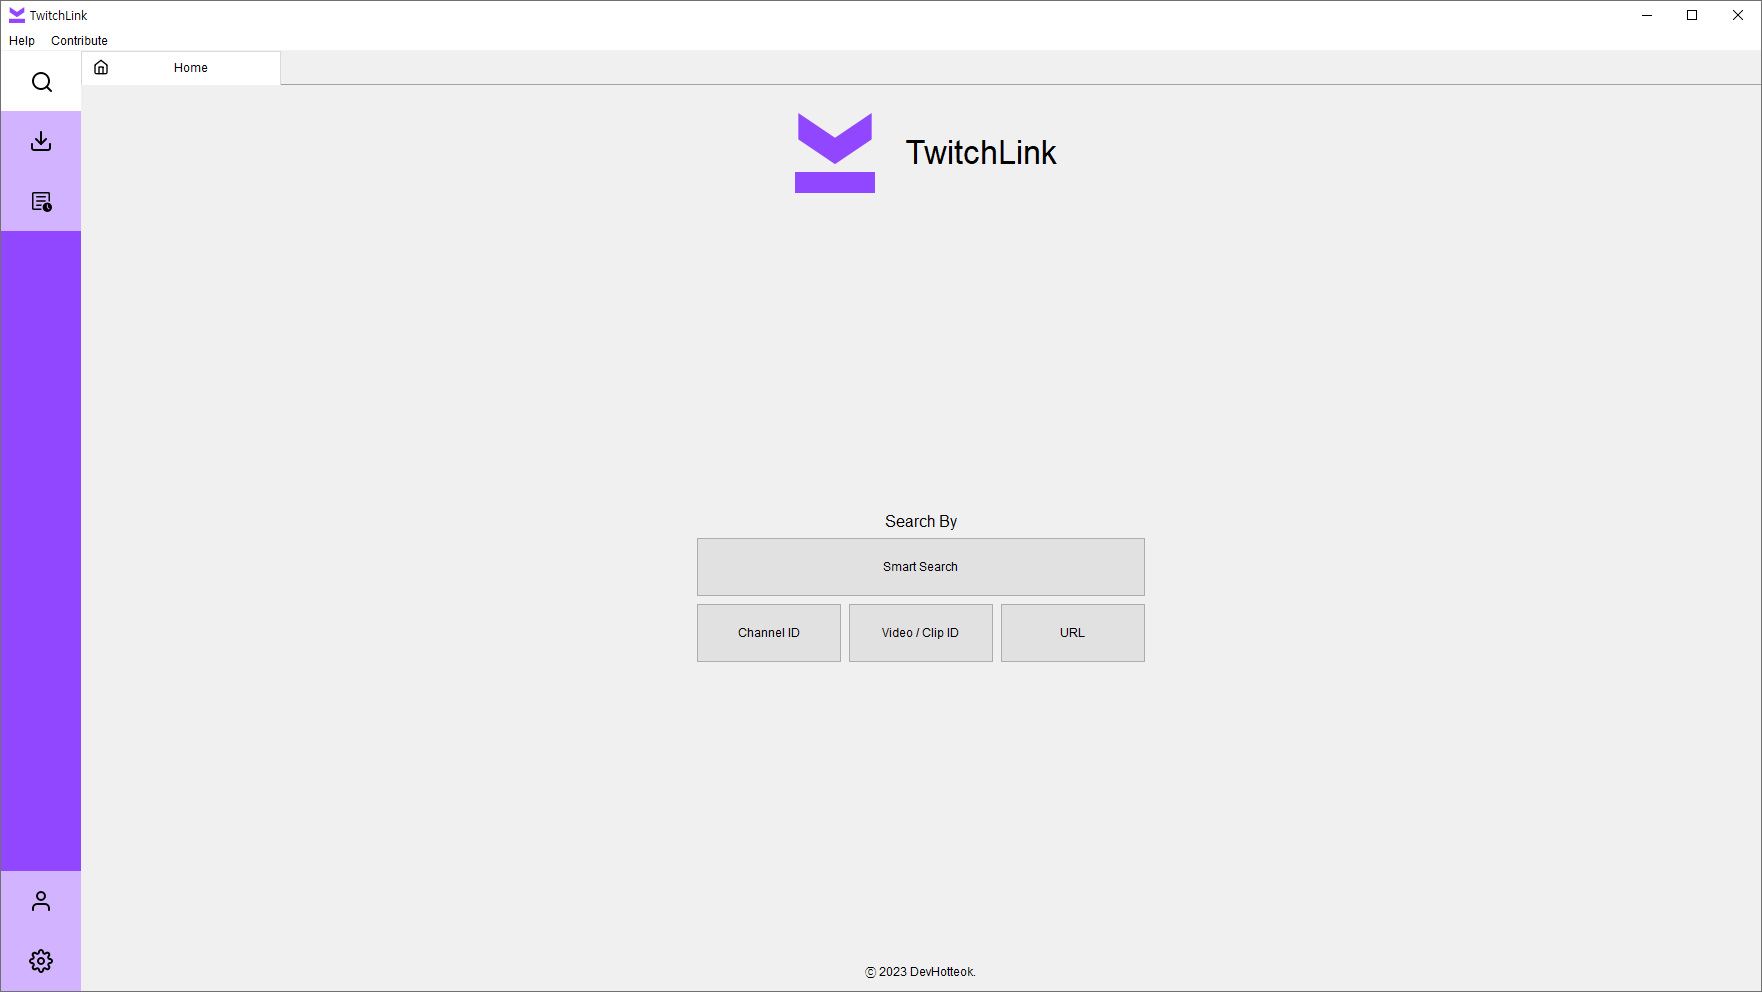 TwitchLink
Help Contribute
Home
TwitchLink
Search By
Smart Search
Channel ID Video / Clip ID URL
© 2023 DevHotteok.